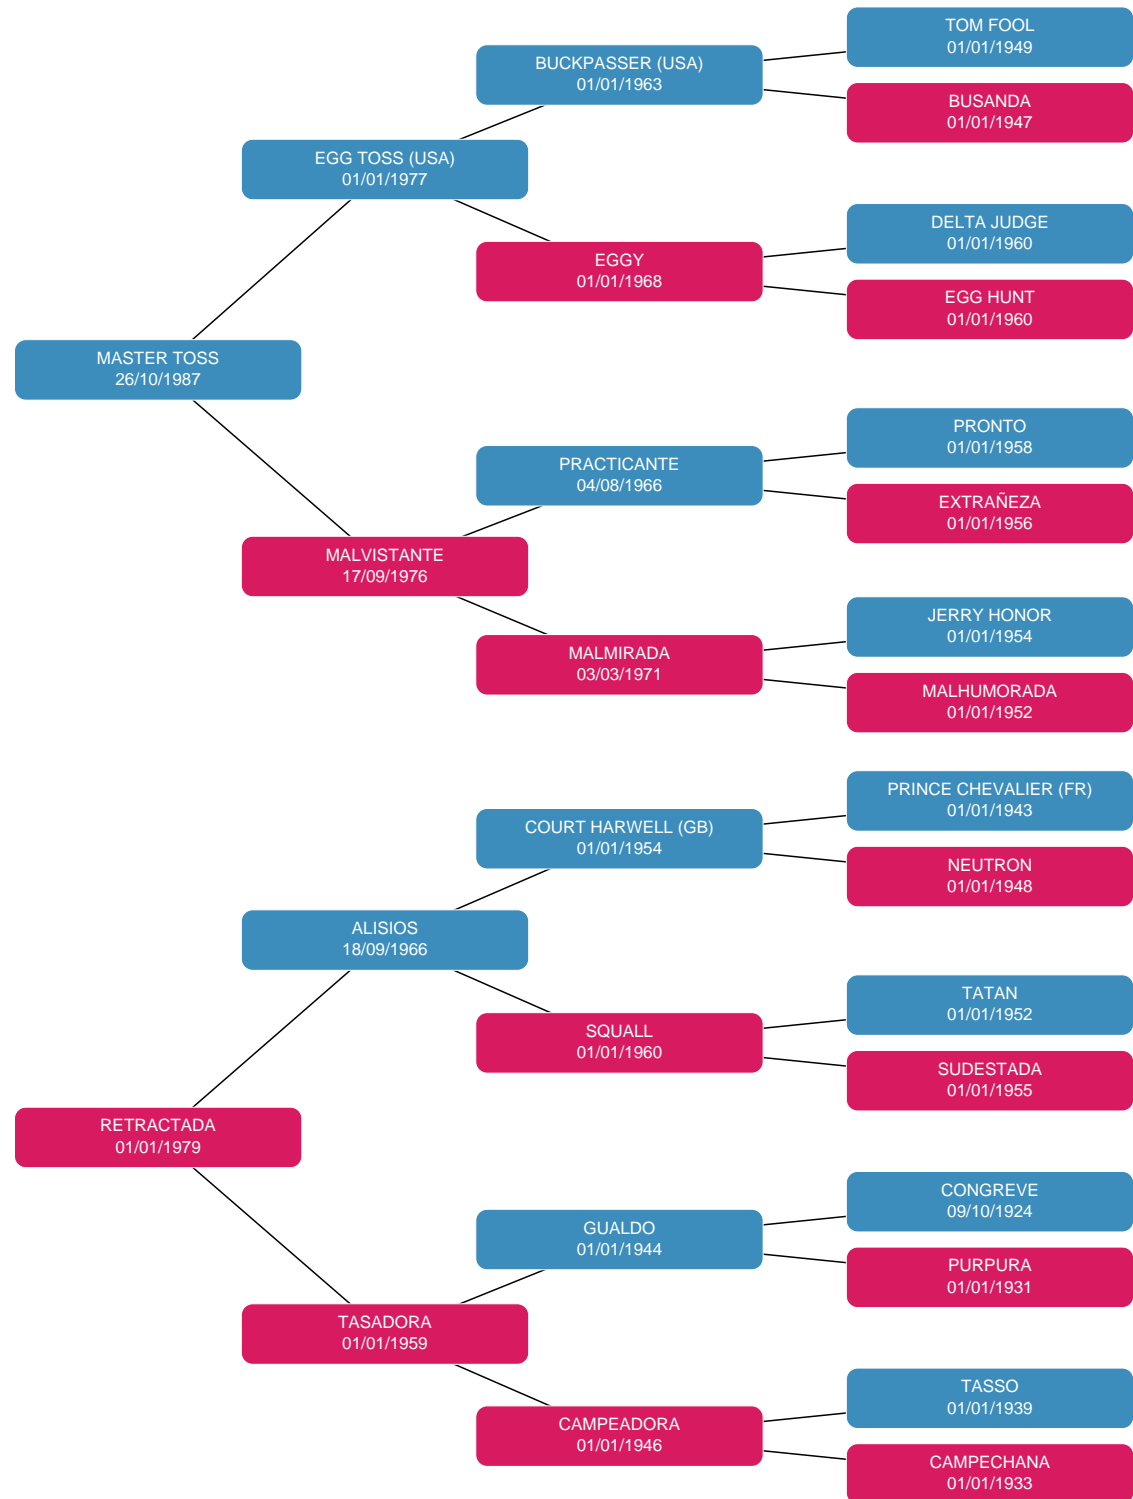 TOM FOOL
01/01/1949
BUCKPASSER (USA)
01/01/1963
BUSANDA
01/01/1947
EGG TOSS (USA)
01/01/1977
DELTA JUDGE
01/01/1960
EGGY
01/01/1968
EGG HUNT
01/01/1960
MASTER TOSS
26/10/1987
PRONTO
01/01/1958
PRACTICANTE
04/08/1966
EXTRAÑEZA
01/01/1956
MALVISTANTE
17/09/1976
JERRY HONOR
01/01/1954
MALMIRADA
03/03/1971
MALHUMORADA
01/01/1952
PRINCE CHEVALIER (FR)
01/01/1943
COURT HARWELL (GB)
01/01/1954
NEUTRON
01/01/1948
ALISIOS
18/09/1966
TATAN
01/01/1952
SQUALL
01/01/1960
SUDESTADA
01/01/1955
RETRACTADA
01/01/1979
CONGREVE
09/10/1924
GUALDO
01/01/1944
PURPURA
01/01/1931
TASADORA
01/01/1959
TASSO
01/01/1939
CAMPEADORA
01/01/1946
CAMPECHANA
01/01/1933